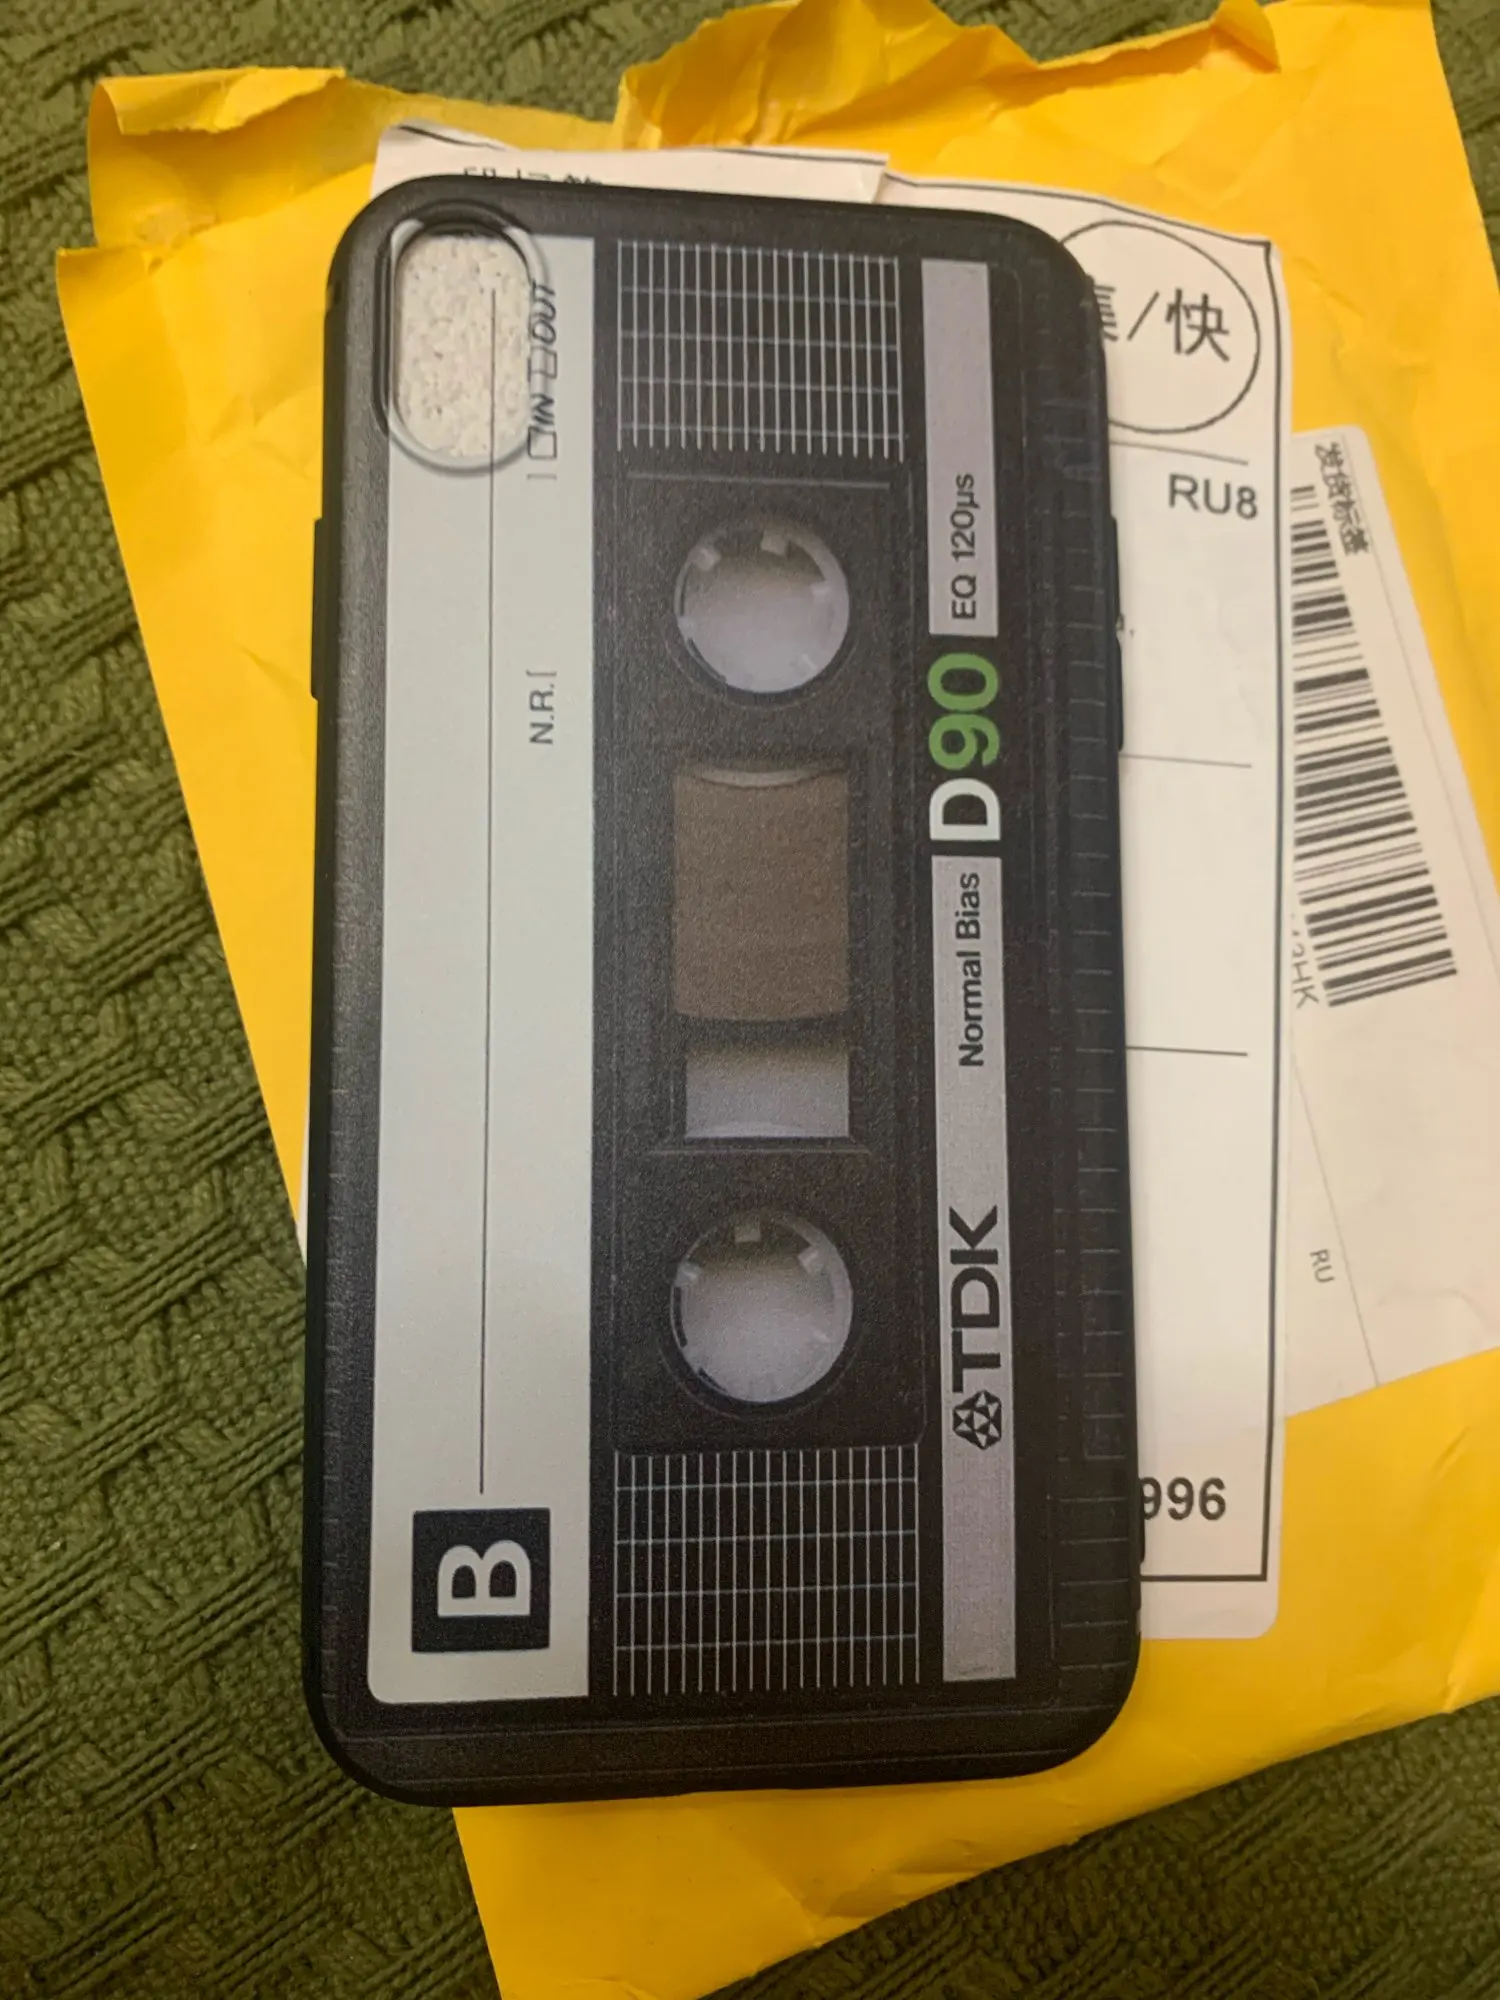 B
IN OUT
N.R.[
TDK Normal Bias D90 EQ 120μs
/快
RU8
996
RU